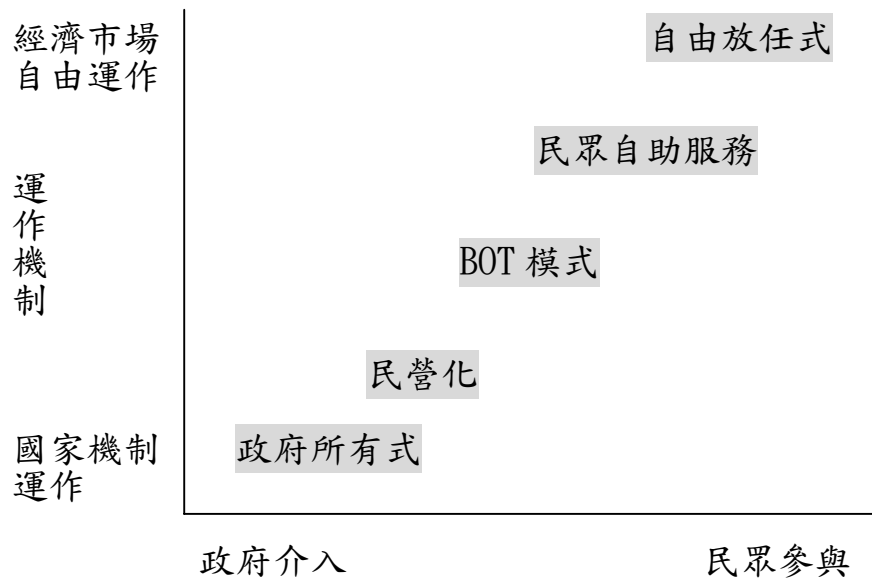 經濟市場
自由運作
自由放任式
民眾自助服務
運
作
機
制
BOT 模式
民營化
國家機制
運作
政府所有式
政府介入
民眾參與